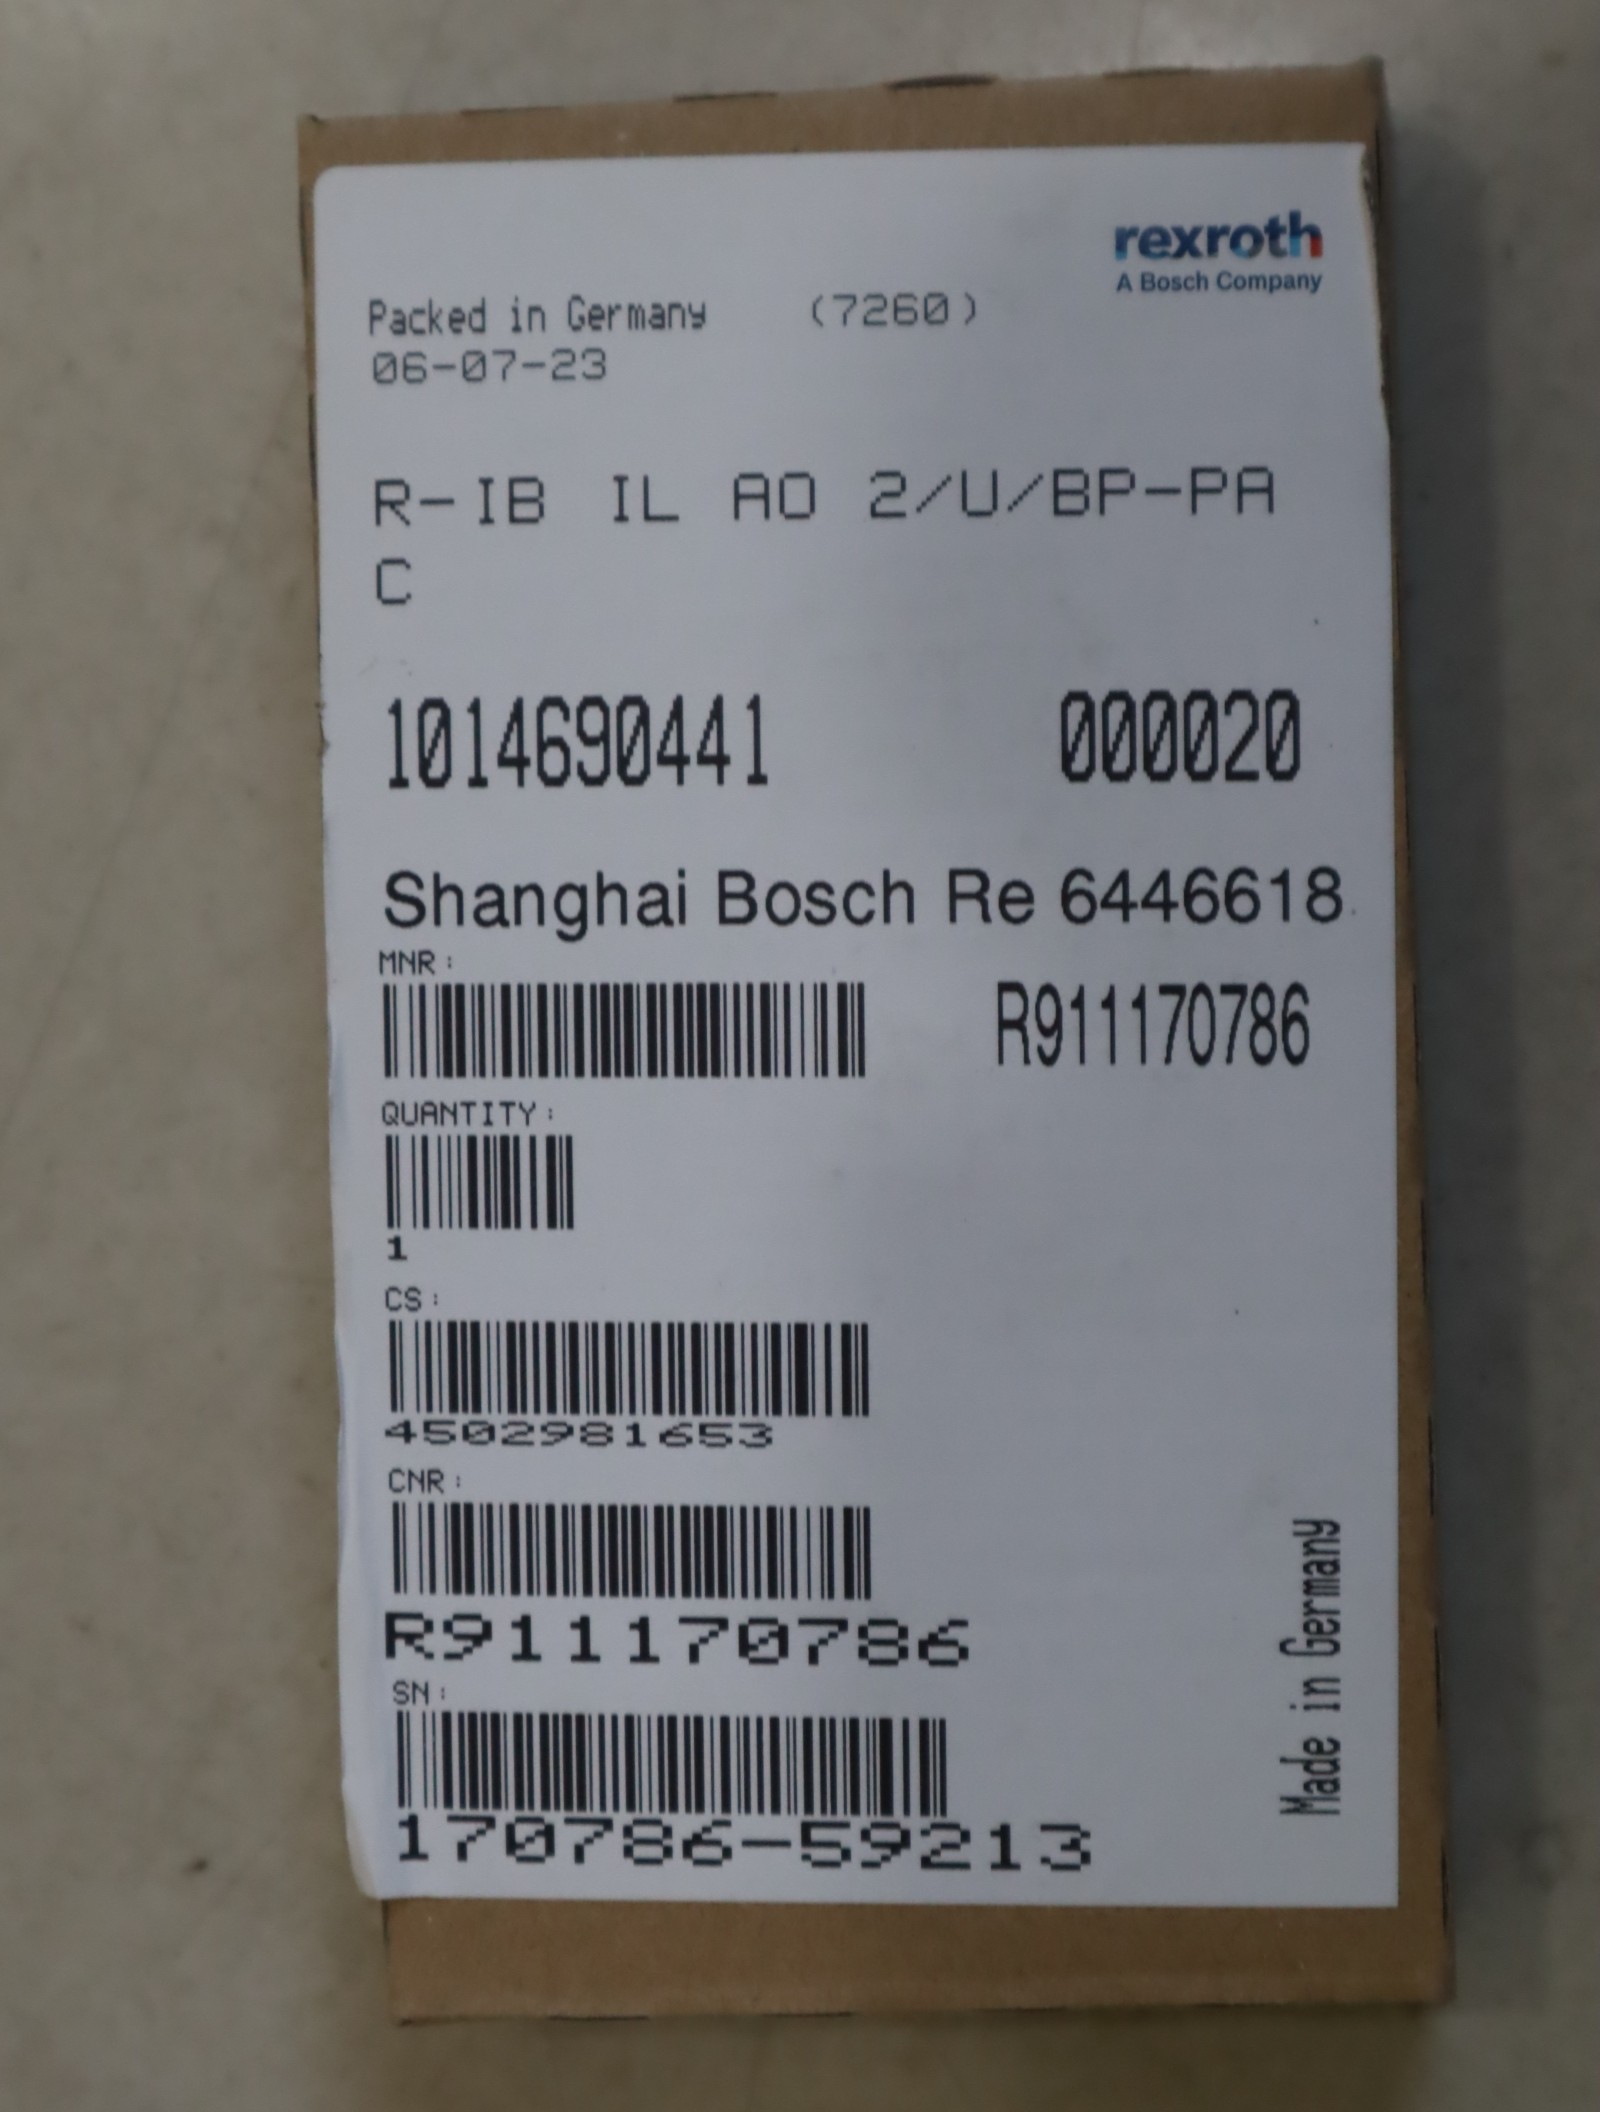 rexroth
A Bosch Company
Packed in Germany (7260)
06-07-23
R-IB IL AO 2/U/BP-PA
C
1014690441 000020
Shanghai Bosch Re 6446618
MNR:
R911170786
QUANTITY:
1
CS:
4502981653
CNR:
R911170786
SN:
170786-59213
Made in Germany